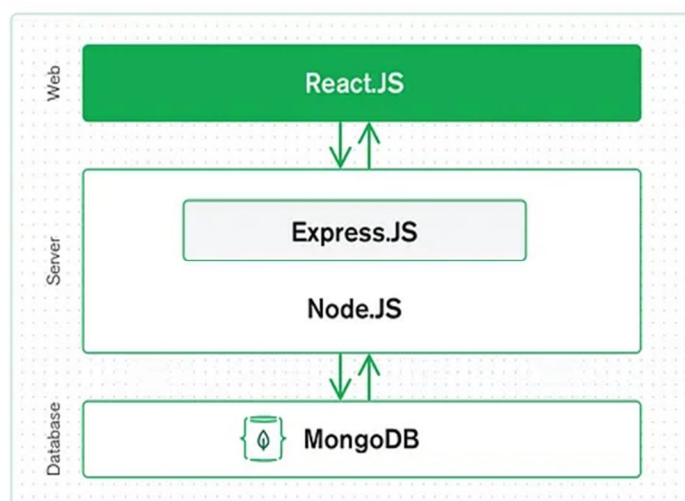 Web
React.JS
Server
Express.JS
Node.JS
Database
MongoDB